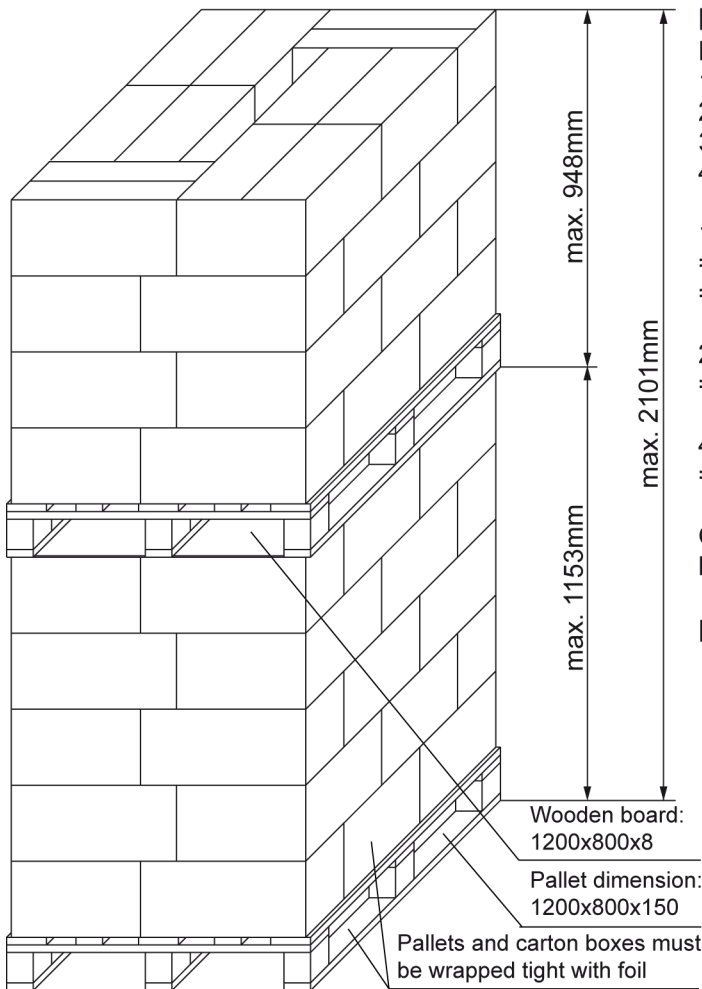 max. 948mm
max. 2101mm
max. 1153mm
Wooden board:
1200x800x8
Pallet dimension:
1200x800x150
Pallets and carton boxes must
be wrapped tight with foil